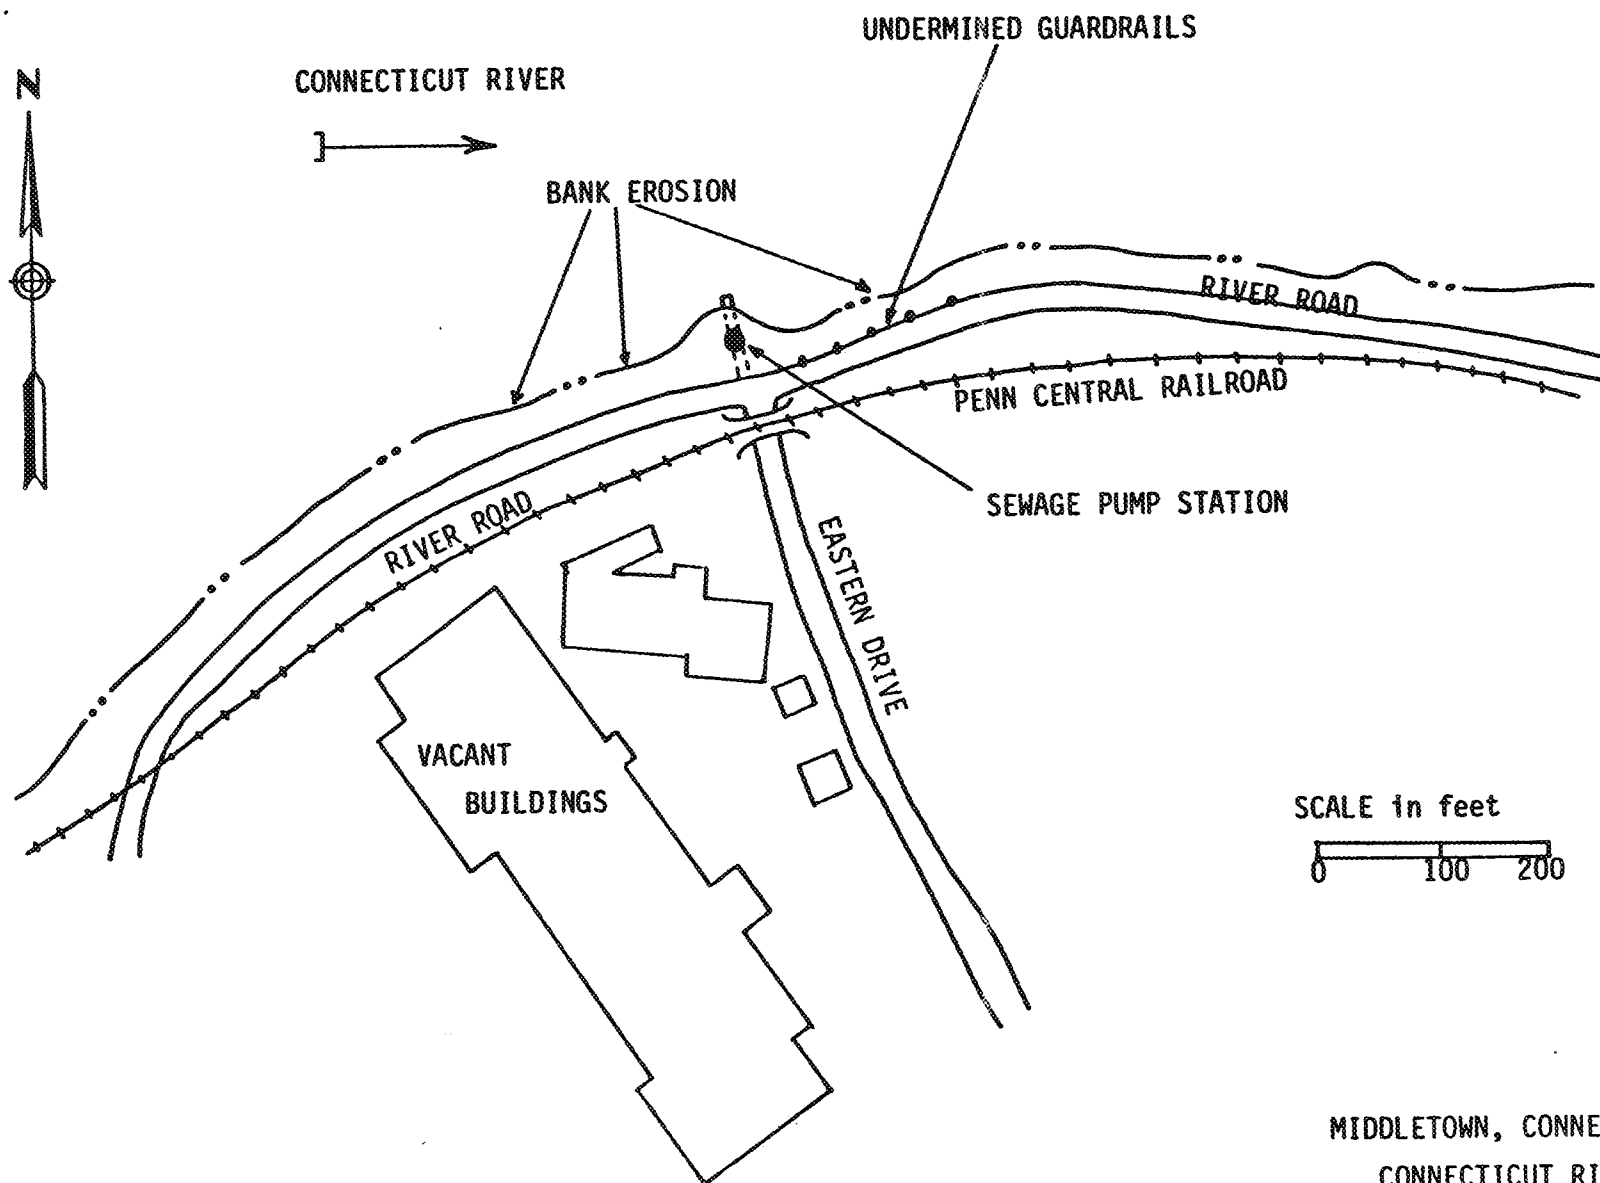 UNDERMINED GUARDRAILS
N
CONNECTICUT RIVER
BANK EROSION
RIVER ROAD
PENN CENTRAL RAILROAD
SEWAGE PUMP STATION
RIVER ROAD
EASTERN DRIVE
VACANT
BUILDINGS
SCALE in feet
0 100 200
MIDDLETOWN, CONNE
CONNECTICUT RI